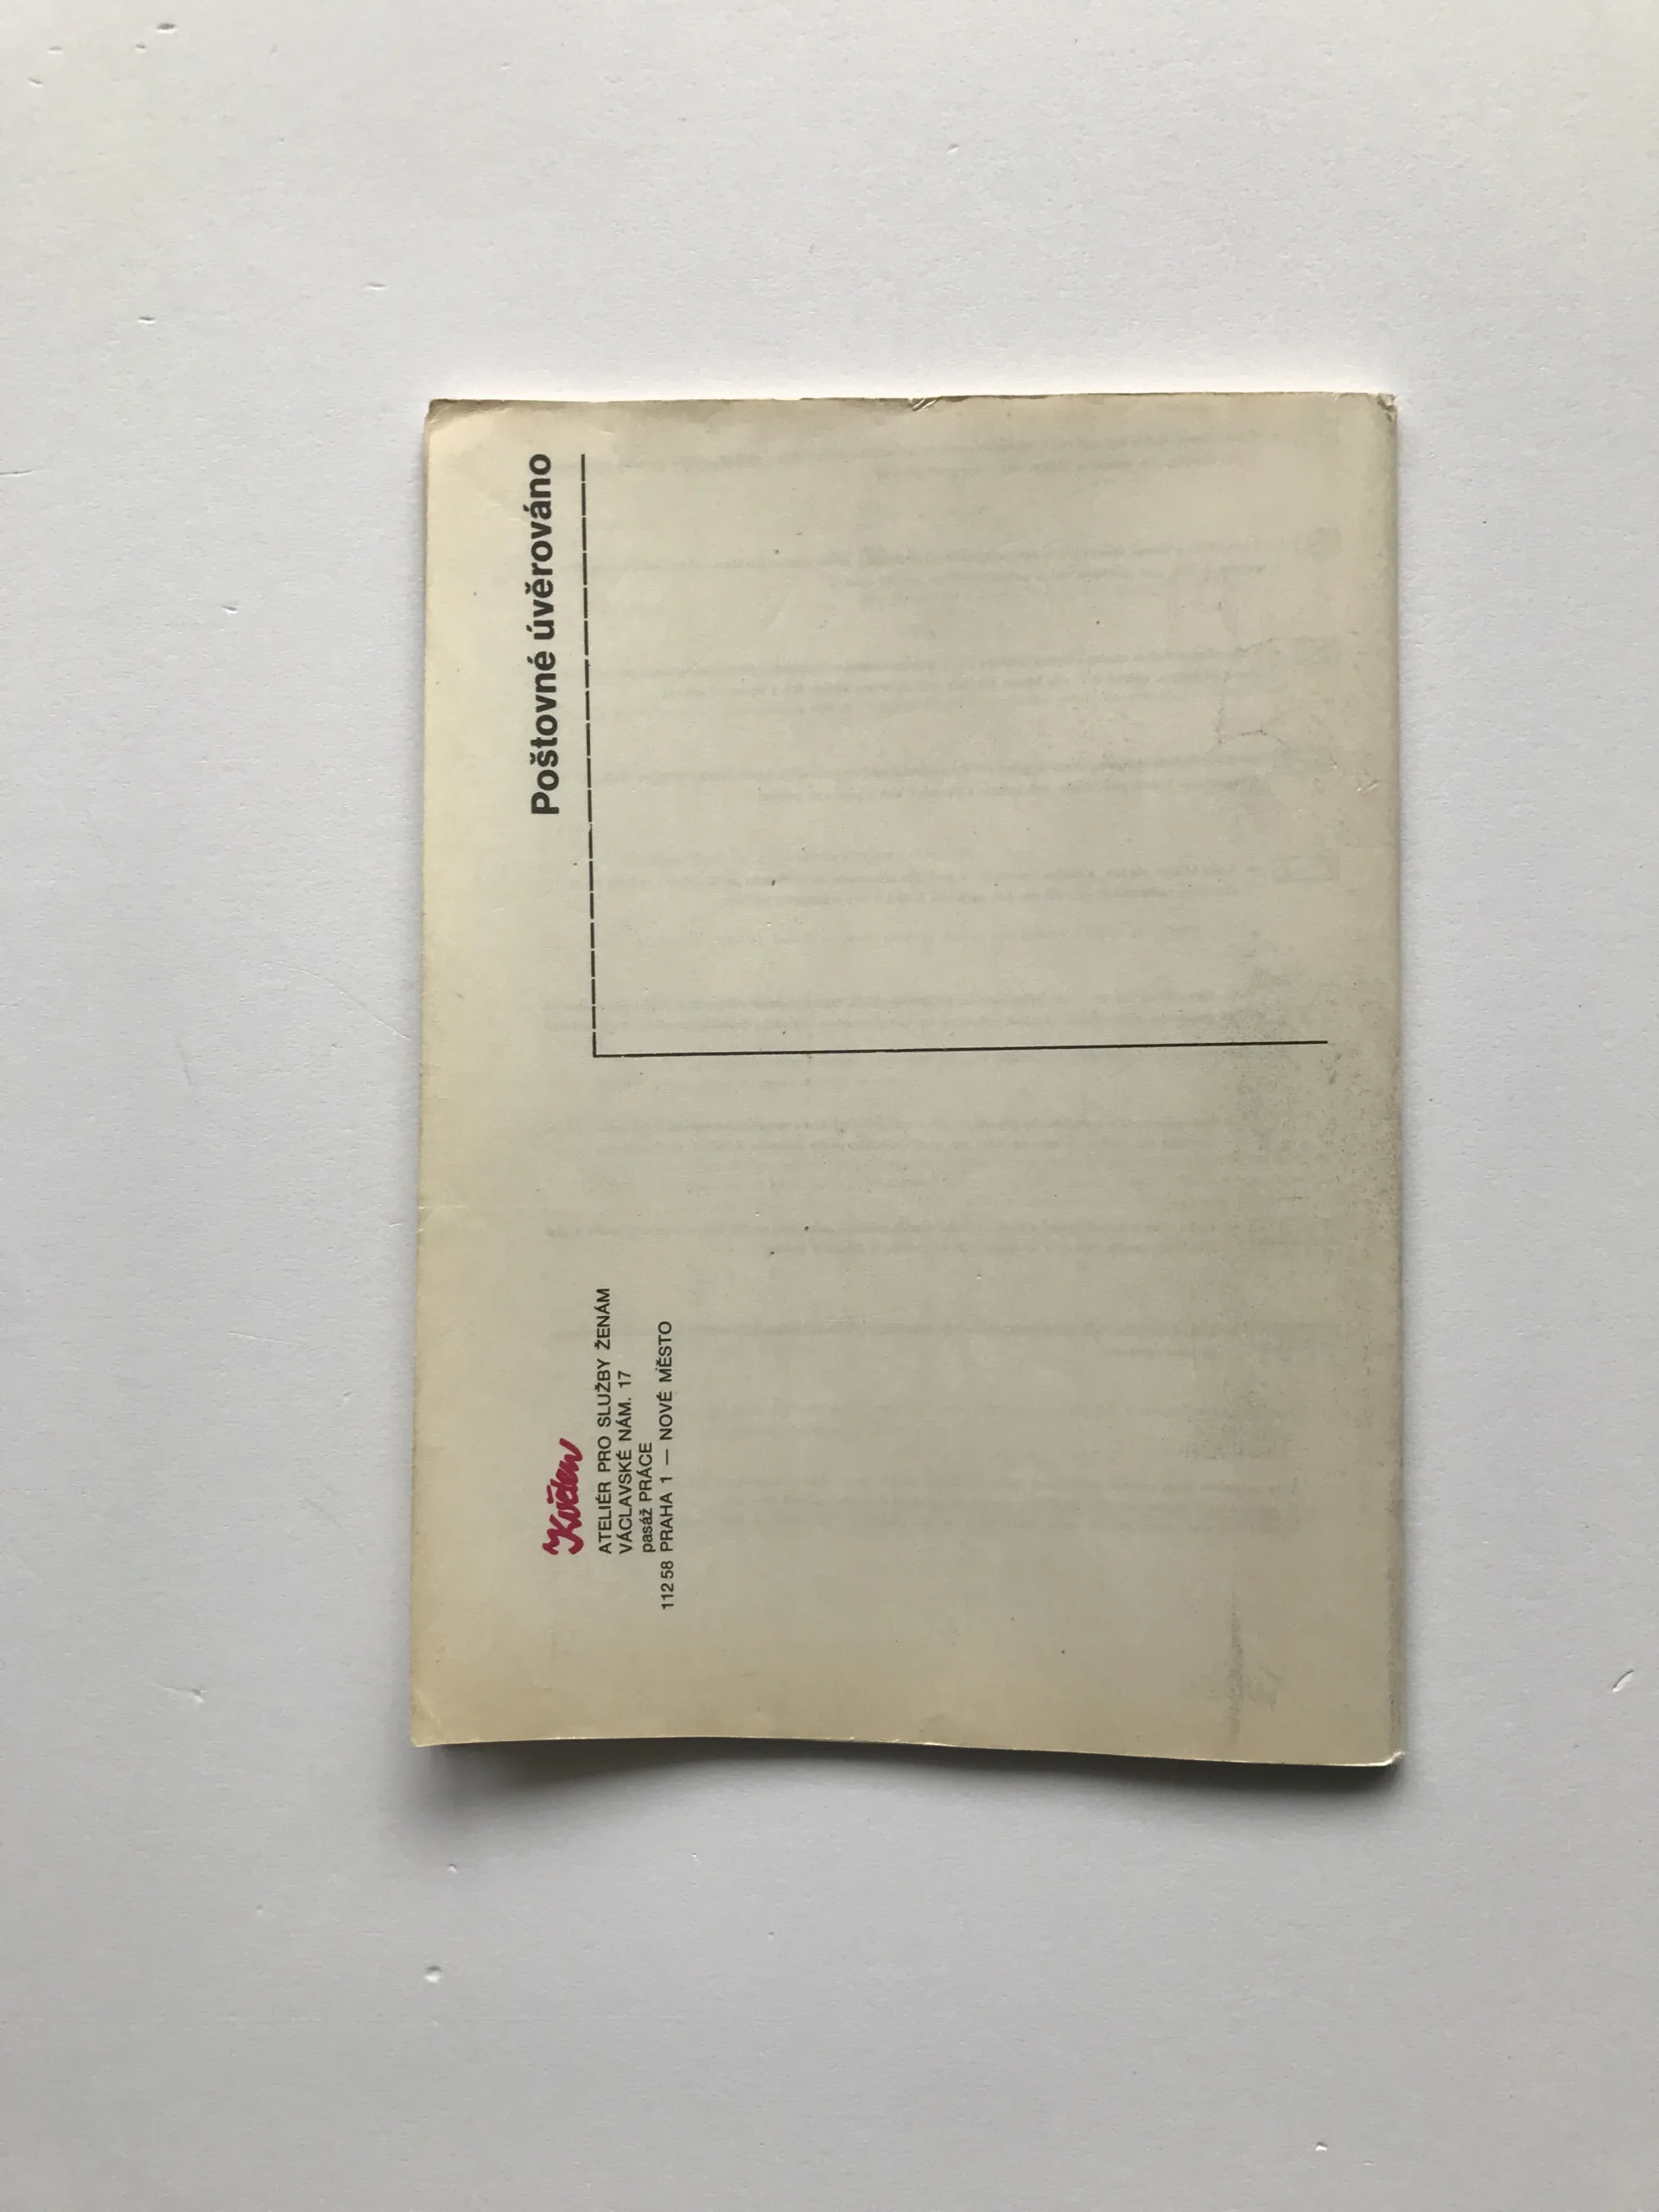 Květen
ATELIÉR PRO SLUŽBY ŽENÁM
VÁCLAVSKÉ NÁM. 17
pasáž PRÁCE
112 58 PRAHA 1 — NOVÉ MĚSTO
Poštovné úvěrováno